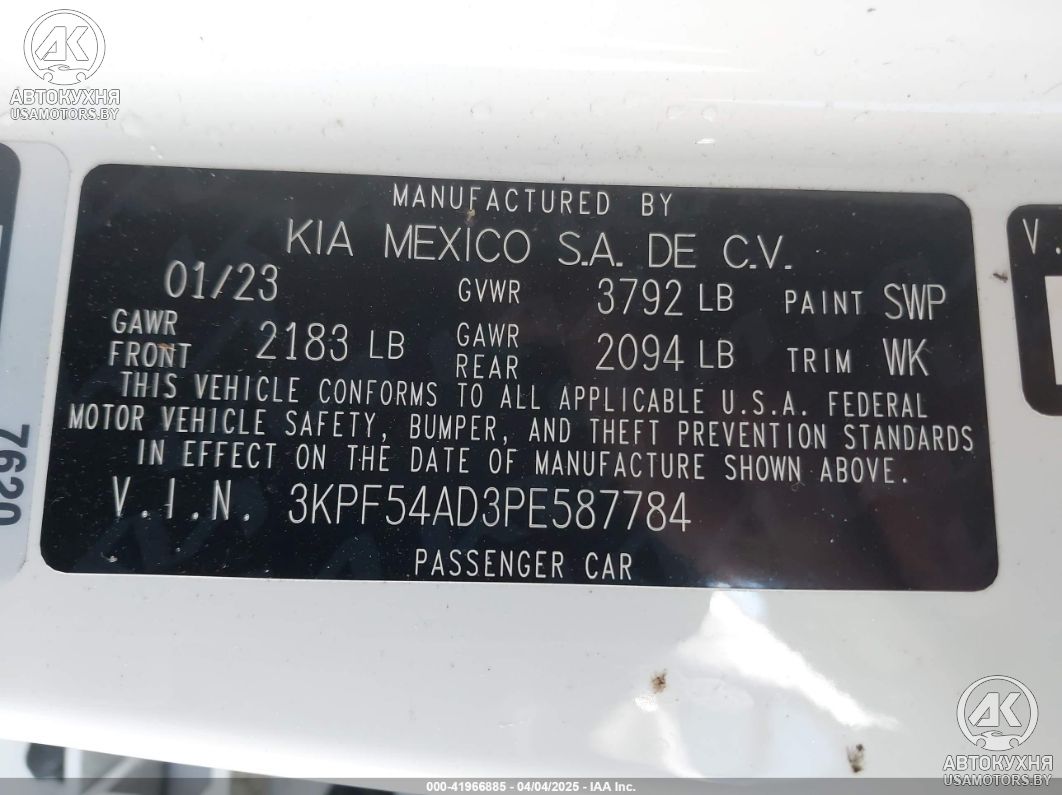 AK
АВТОКУХНЯ
USAMOTORS.BY
MANUFACTURED BY
KIA MEXICO S.A. DE C.V.
01/23 GVWR 3792 LB PAINT SWP
GAWR FRONT 2183 LB GAWR REAR 2094 LB TRIM WK
THIS VEHICLE CONFORMS TO ALL APPLICABLE U.S.A. FEDERAL
MOTOR VEHICLE SAFETY, BUMPER, AND THEFT PREVENTION STANDARDS
IN EFFECT ON THE DATE OF MANUFACTURE SHOWN ABOVE.
V.I.N. 3KPF54AD3PE587784
PASSENGER CAR
7620
V.
AK
АВТОКУХНЯ
USAMOTORS.BY
000-41966885 - 04/04/2025 - IAA Inc.